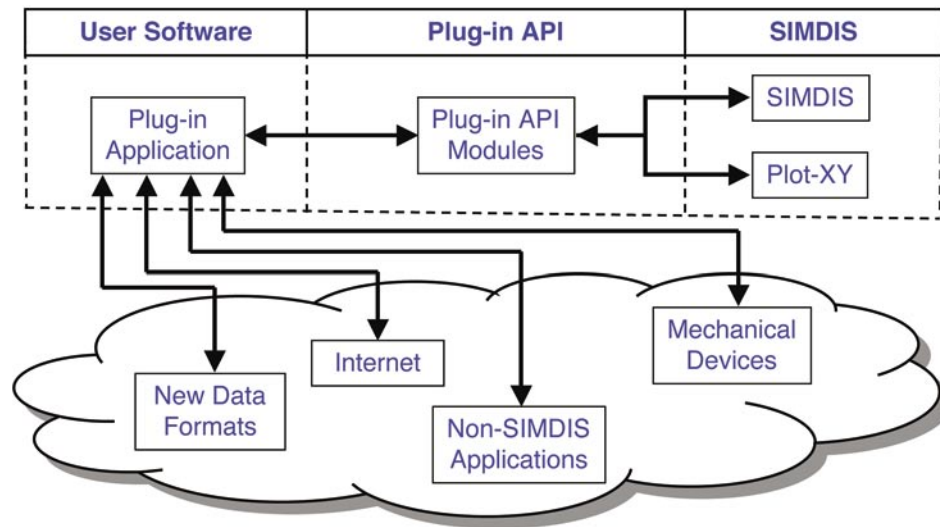 User Software
Plug-in API
SIMDIS
Plug-in
Application
Plug-in API
Modules
SIMDIS
Plot-XY
New Data
Formats
Internet
Non-SIMDIS
Applications
Mechanical
Devices